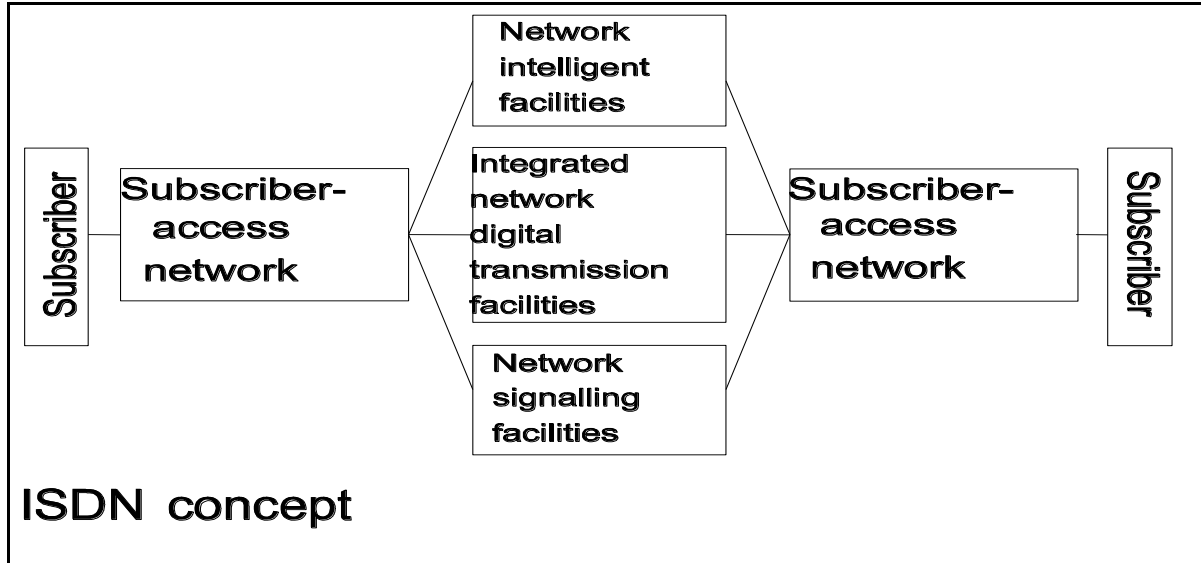 Subscriber
Subscriber-
access
network
Network
intelligent
facilities
Integrated
network
digital
transmission
facilities
Network
signalling
facilities
Subscriber-
access
network
Subscriber
ISDN concept